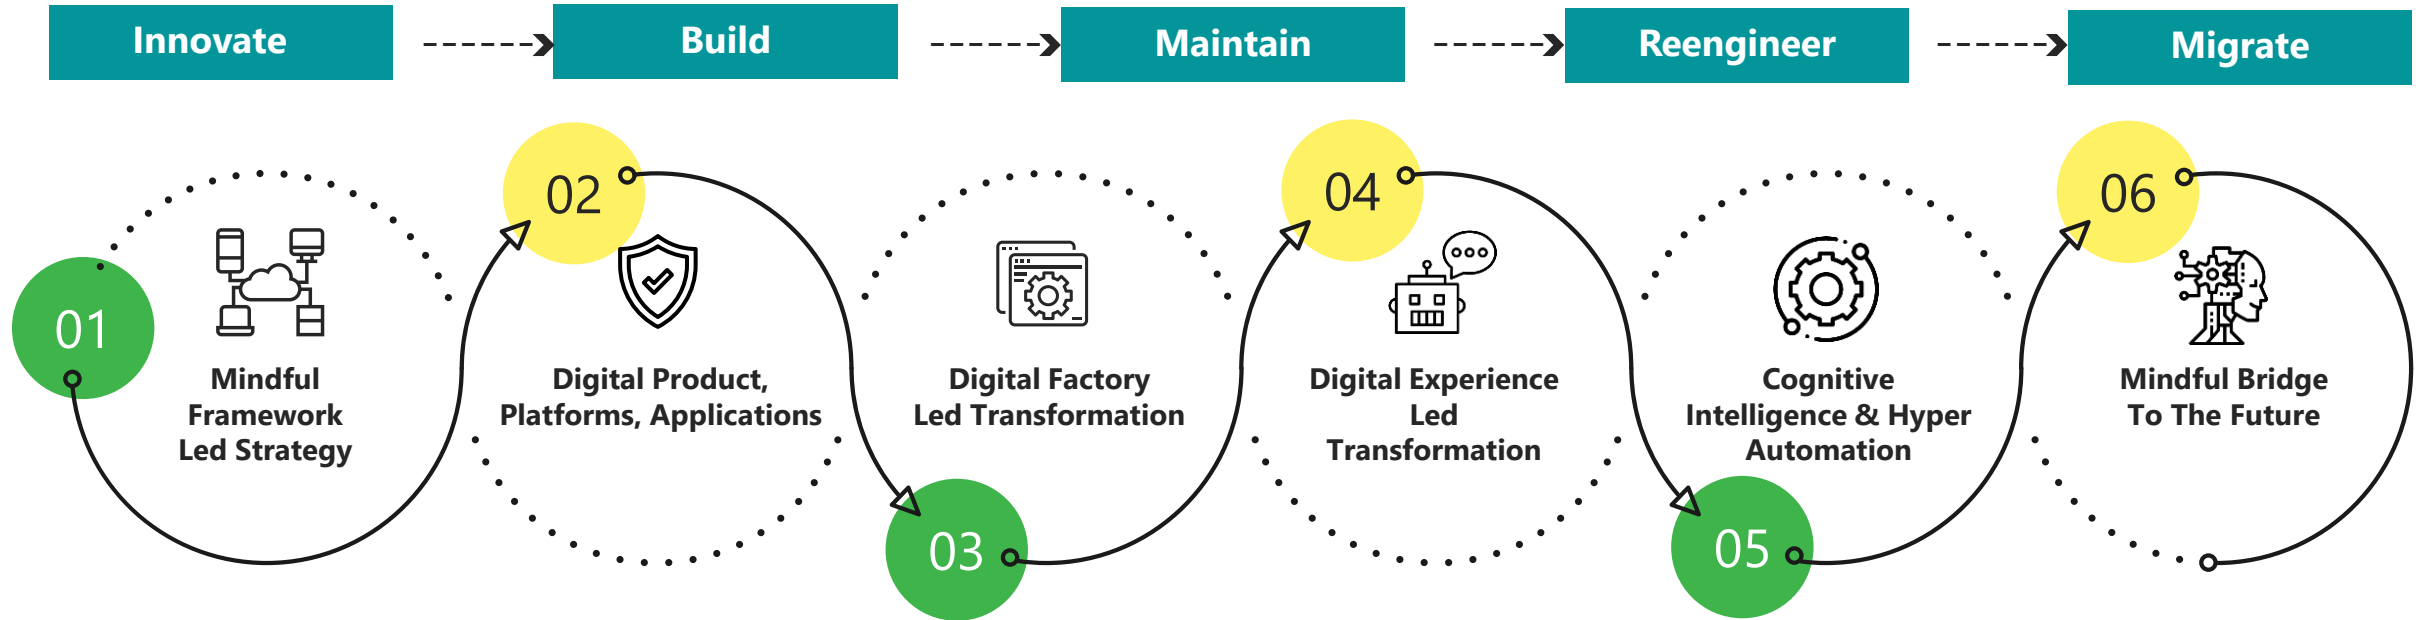 Innovate
Build
Maintain
Reengineer
Migrate
01
Mindful
Framework
Led Strategy
02
Digital Product,
Platforms, Applications
03
Digital Factory
Led Transformation
04
Digital Experience
Led
Transformation
05
Cognitive
Intelligence & Hyper
Automation
06
Mindful Bridge
To The Future